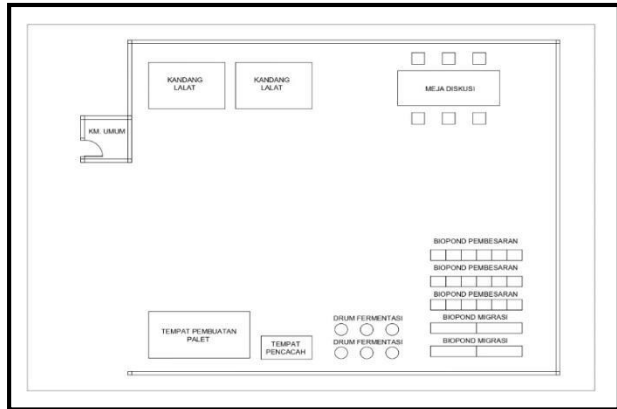 KANDANG
LALAT
KANDANG
LALAT
MEJA DISKUSI
KM. UMUM
BIOPOND PEMBESARAN
BIOPOND PEMBESARAN
BIOPOND PEMBESARAN
BIOPOND MIGRASI
BIOPOND MIGRASI
DRUM FERMENTASI
DRUM FERMENTASI
TEMPAT PEMBUATAN
PALET
TEMPAT
PENCACAH